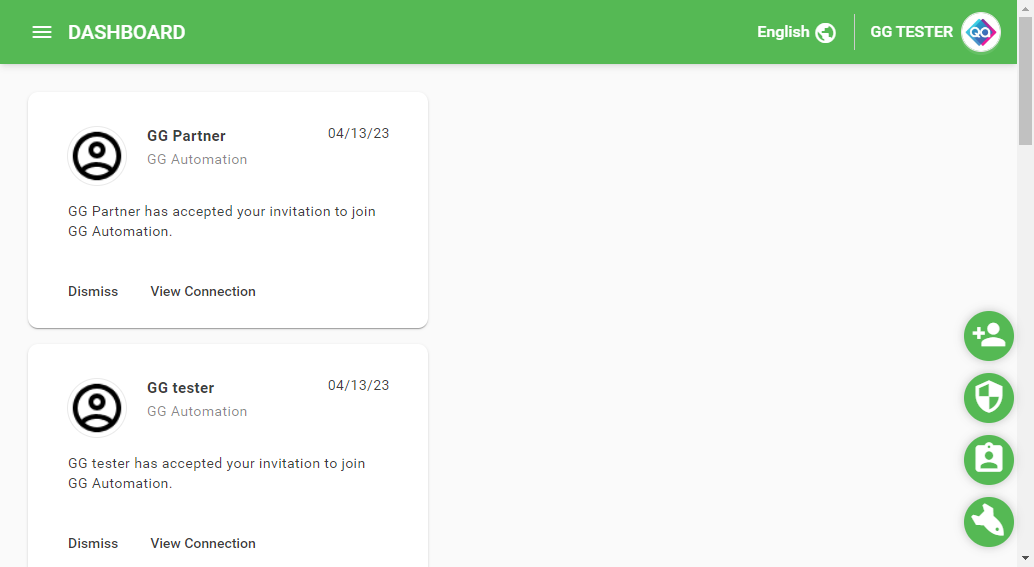 DASHBOARD
English
GG TESTER
QA
GG Partner
04/13/23
GG Automation
GG Partner has accepted your invitation to join
GG Automation.
Dismiss
View Connection
GG tester
04/13/23
GG Automation
GG tester has accepted your invitation to join
GG Automation.
Dismiss
View Connection